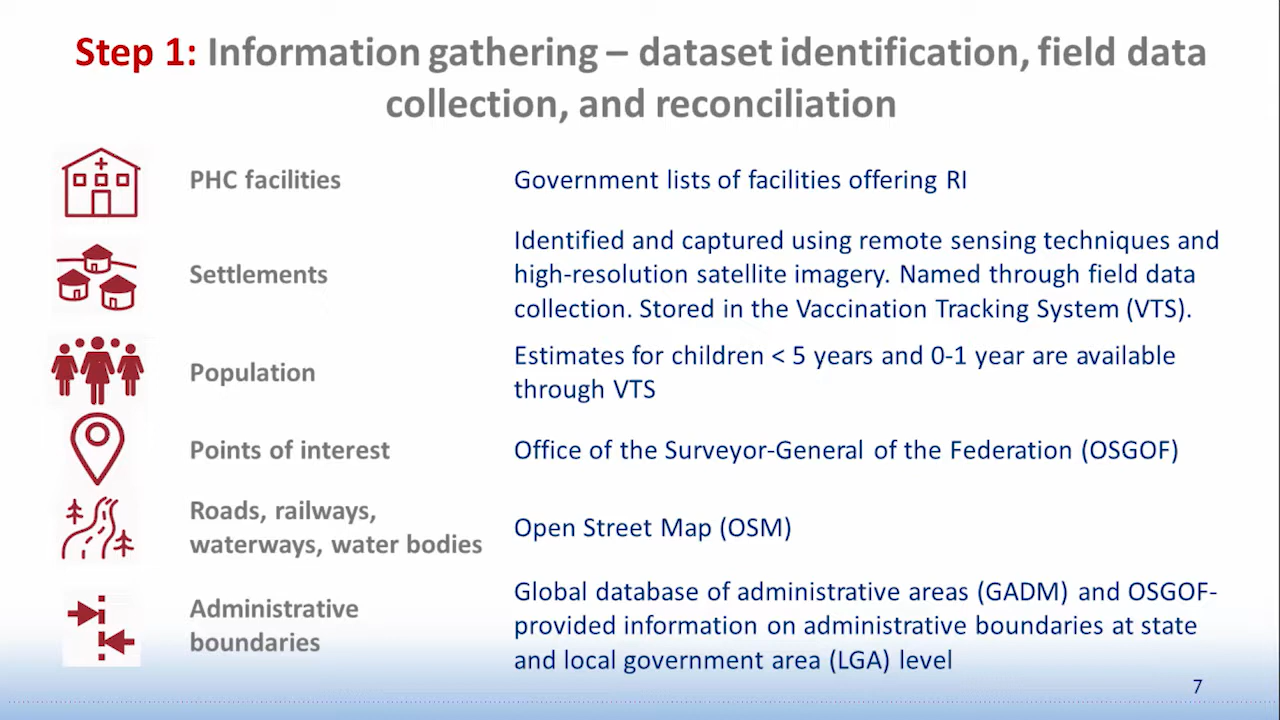 Step 1: Information gathering – dataset identification, field data
collection, and reconciliation
PHC facilities
Government lists of facilities offering RI
Settlements
Identified and captured using remote sensing techniques and
high-resolution satellite imagery. Named through field data
collection. Stored in the Vaccination Tracking System (VTS).
Population
Estimates for children < 5 years and 0-1 year are available
through VTS
Points of interest
Office of the Surveyor-General of the Federation (OSGOF)
Roads, railways,
waterways, water bodies
Open Street Map (OSM)
Administrative
boundaries
Global database of administrative areas (GADM) and OSGOF-
provided information on administrative boundaries at state
and local government area (LGA) level
7